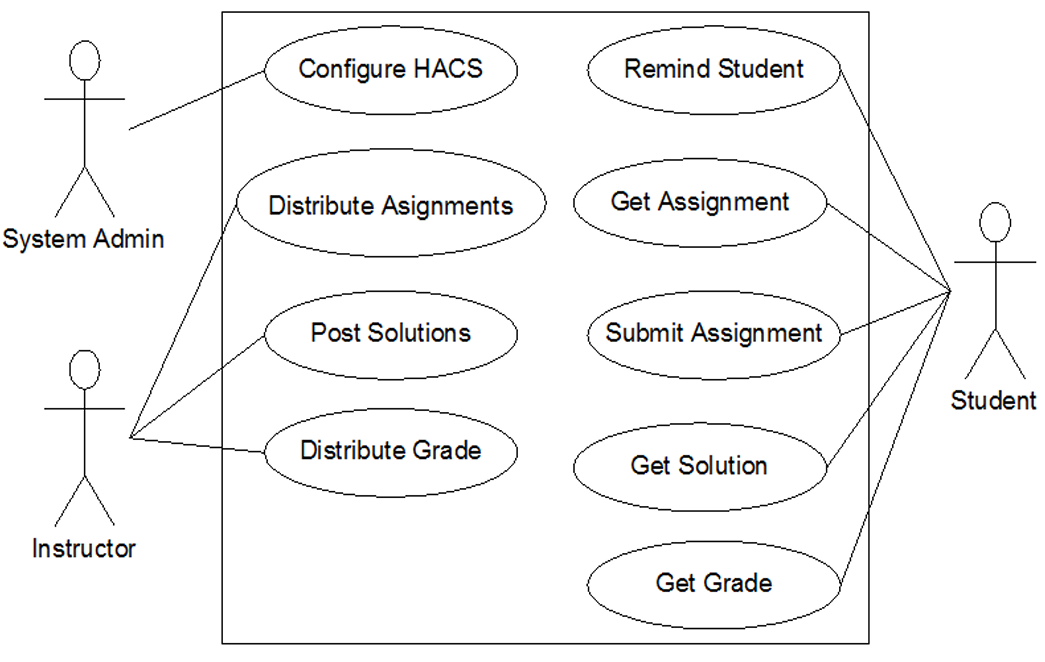 Configure HACS
Remind Student
Distribute Asignments
Get Assignment
System Admin
Post Solutions
Submit Assignment
Student
Distribute Grade
Get Solution
Instructor
Get Grade